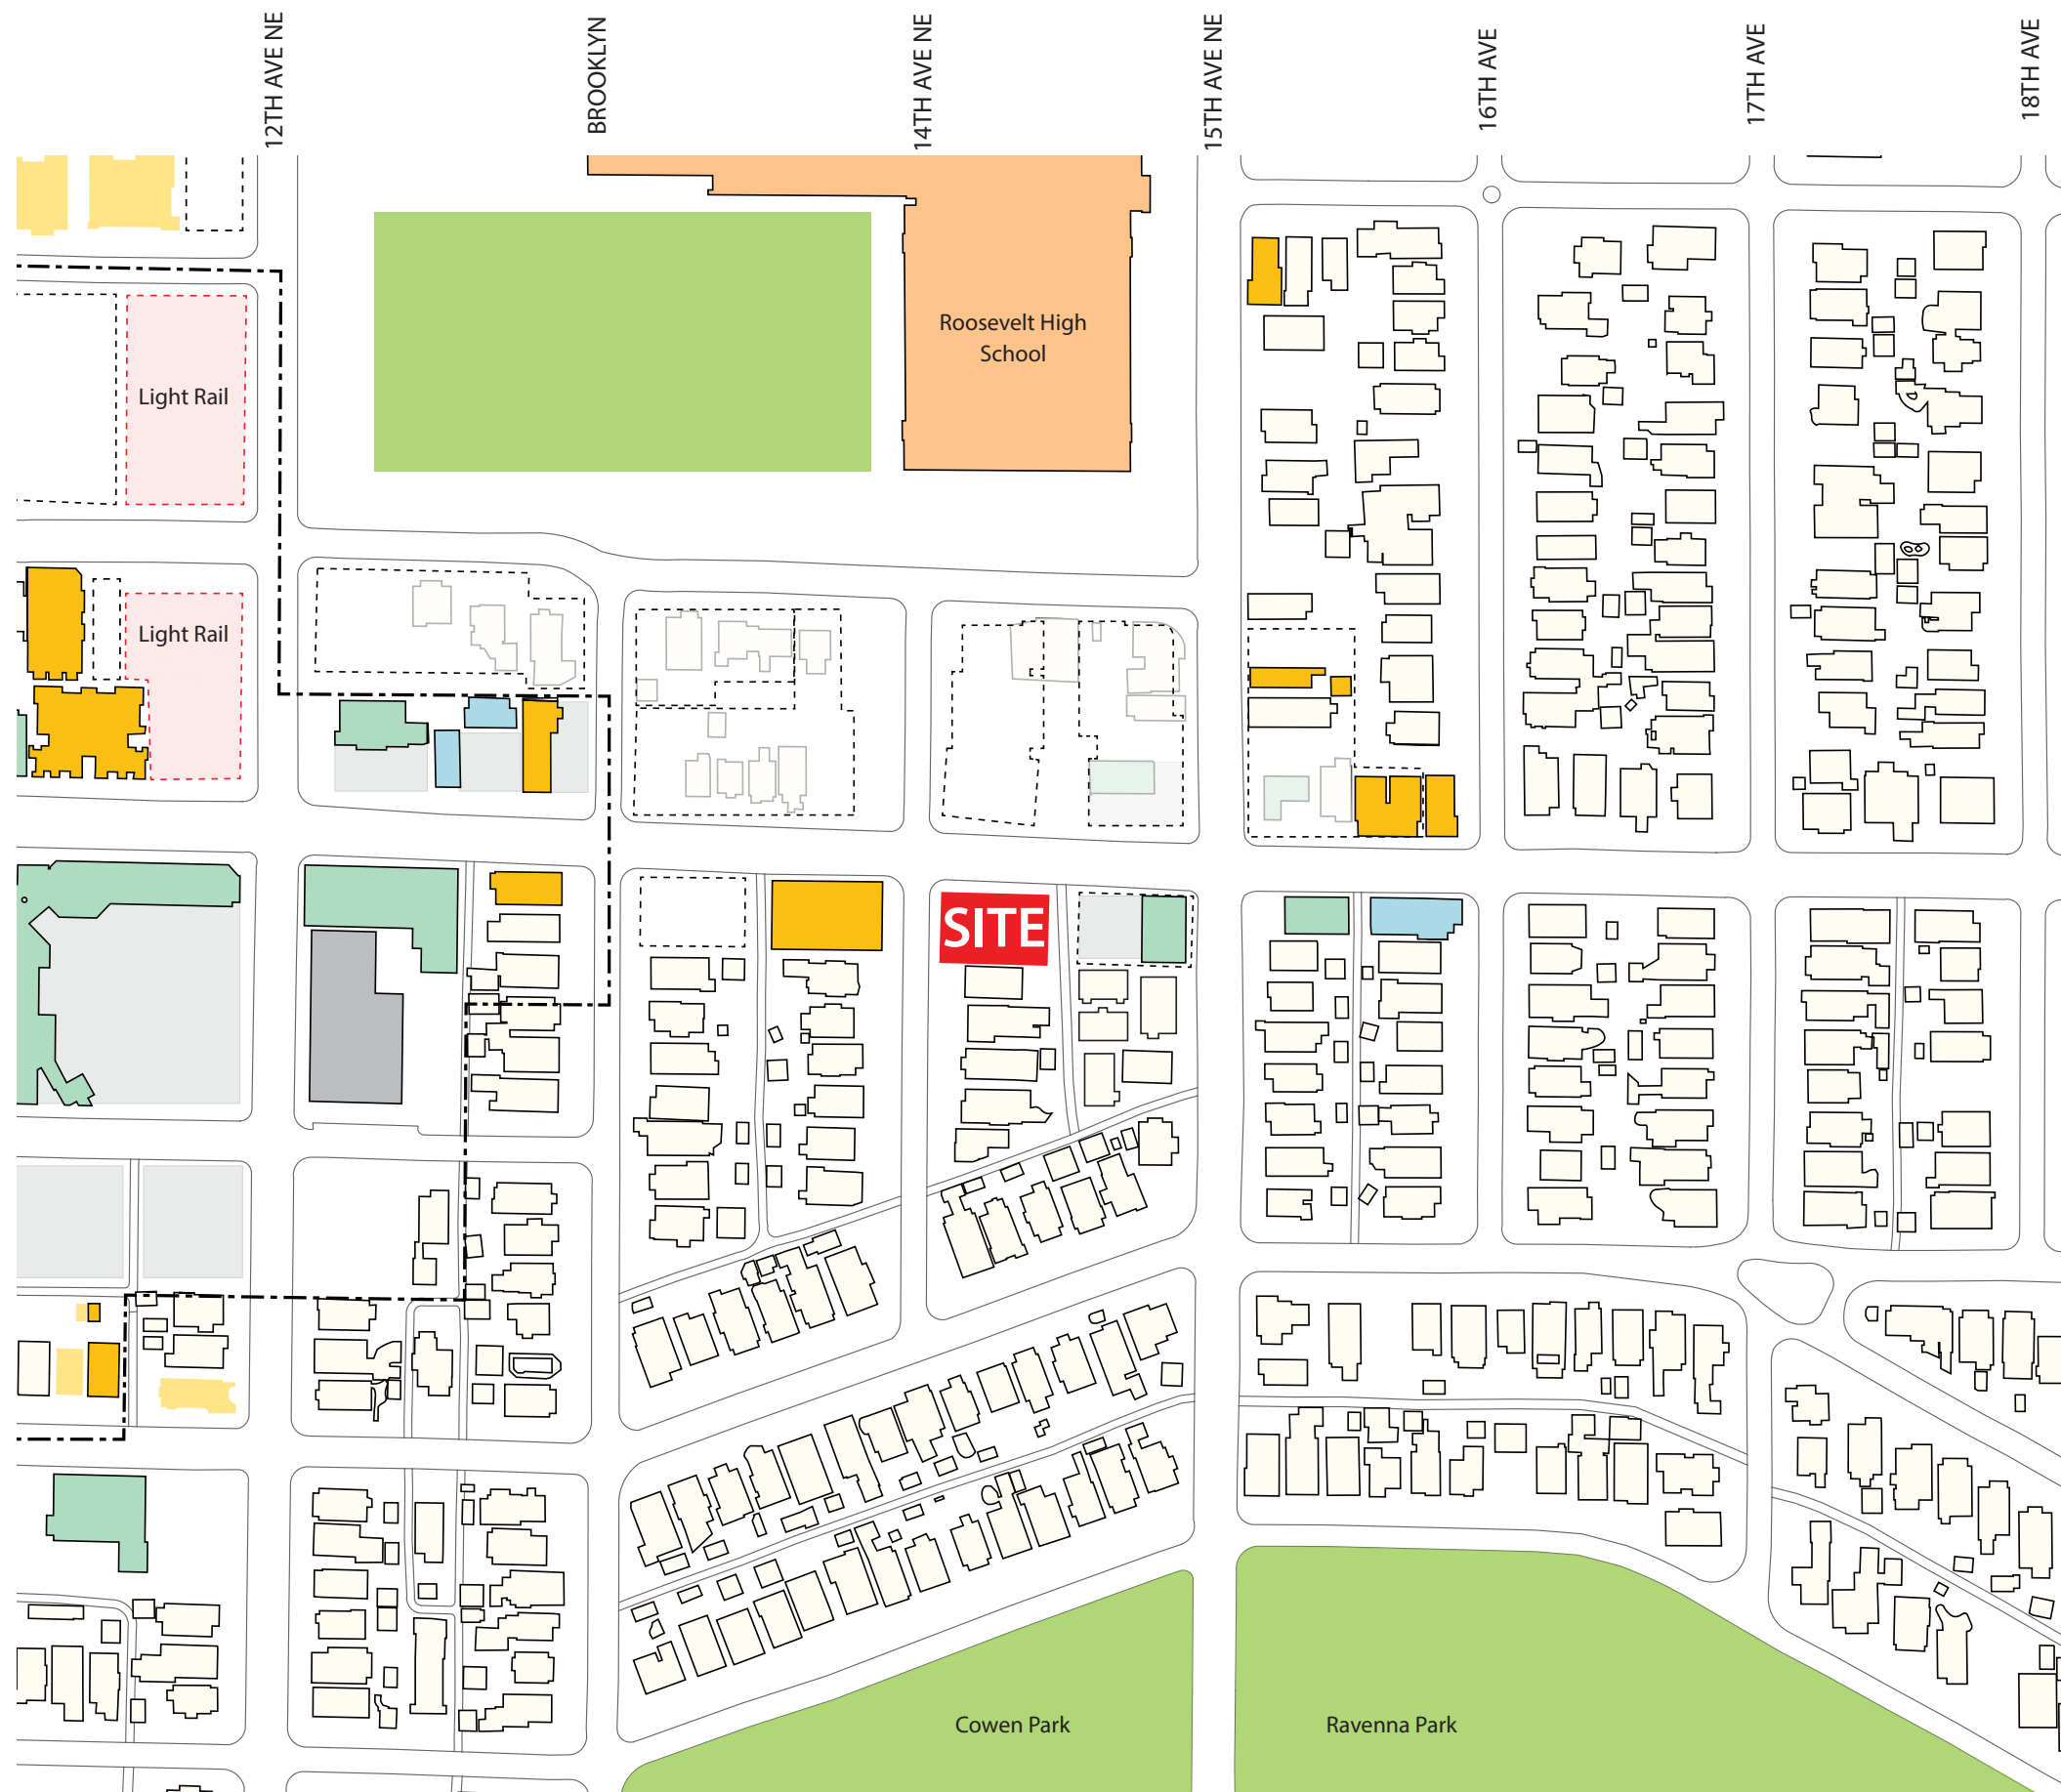 12TH AVE NE
BROOKLYN
14TH AVE NE
15TH AVE NE
16TH AVE
17TH AVE
18TH AVE
Roosevelt High
School
Light Rail
Light Rail
SITE
Cowen Park
Ravenna Park